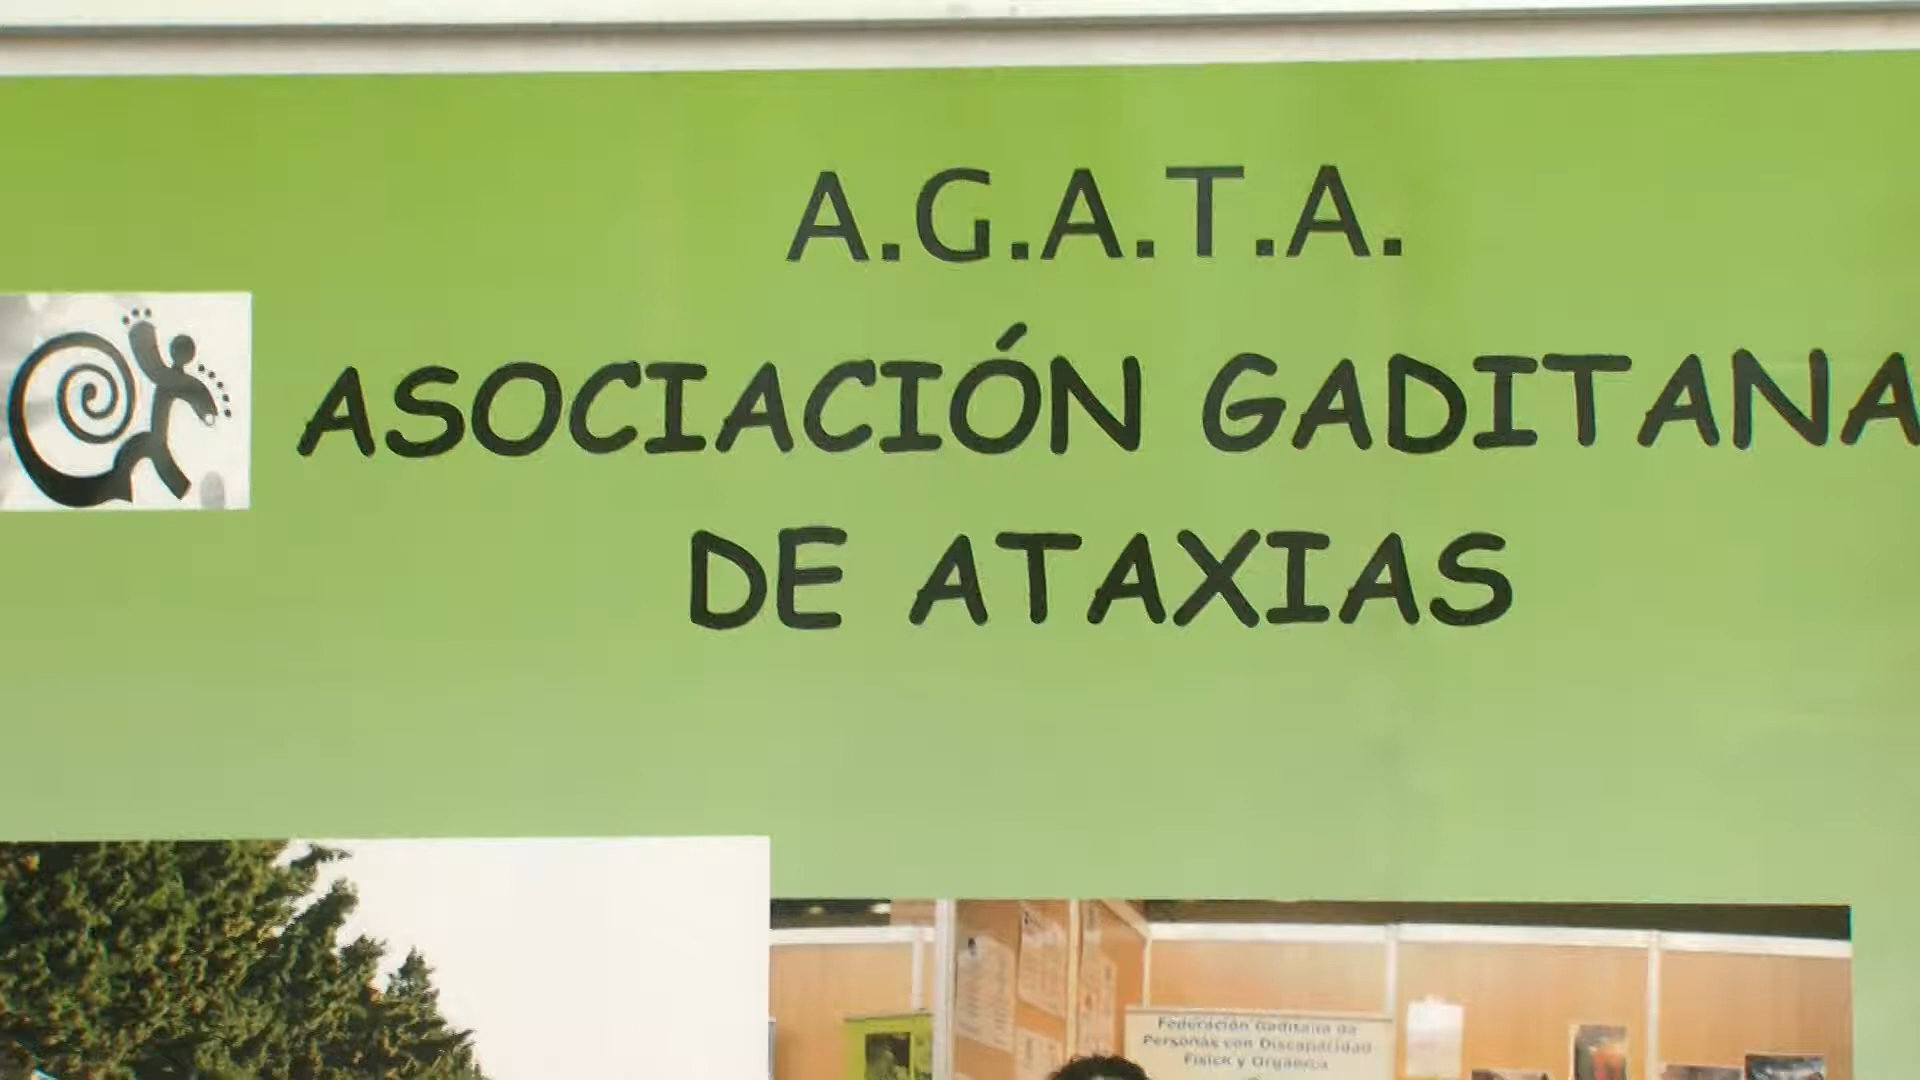 A.G.A.T.A.
ASOCIACIÓN GADITANA
DE ATAXIAS
Federación Gaditana de
Personas con Discapacidad
Física y Orgánica